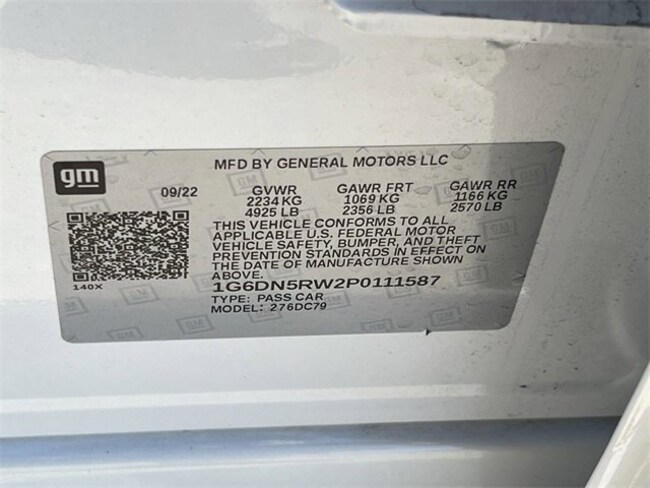 gm
MFD BY GENERAL MOTORS LLC
09/22 GVWR GAWR FRT GAWR RR
2234 KG 1069 KG 1166 KG
4925 LB 2356 LB 2570 LB
THIS VEHICLE CONFORMS TO ALL
APPLICABLE U.S. FEDERAL MOTOR
VEHICLE SAFETY, BUMPER, AND THEFT
PREVENTION STANDARDS IN EFFECT ON
THE DATE OF MANUFACTURE SHOWN
ABOVE.
140X
1G6DN5RW2P0111587
TYPE: PASS CAR
MODEL: 276DC79